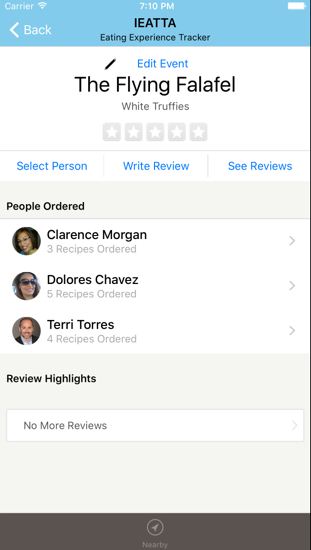 Carrier 7:10 PM
Back
IEATTA
Eating Experience Tracker
Edit Event
The Flying Falafel
White Truffies
Select Person Write Review See Reviews
People Ordered
Clarence Morgan
3 Recipes Ordered
Dolores Chavez
5 Recipes Ordered
Terri Torres
4 Recipes Ordered
Review Highlights
No More Reviews
Nearby